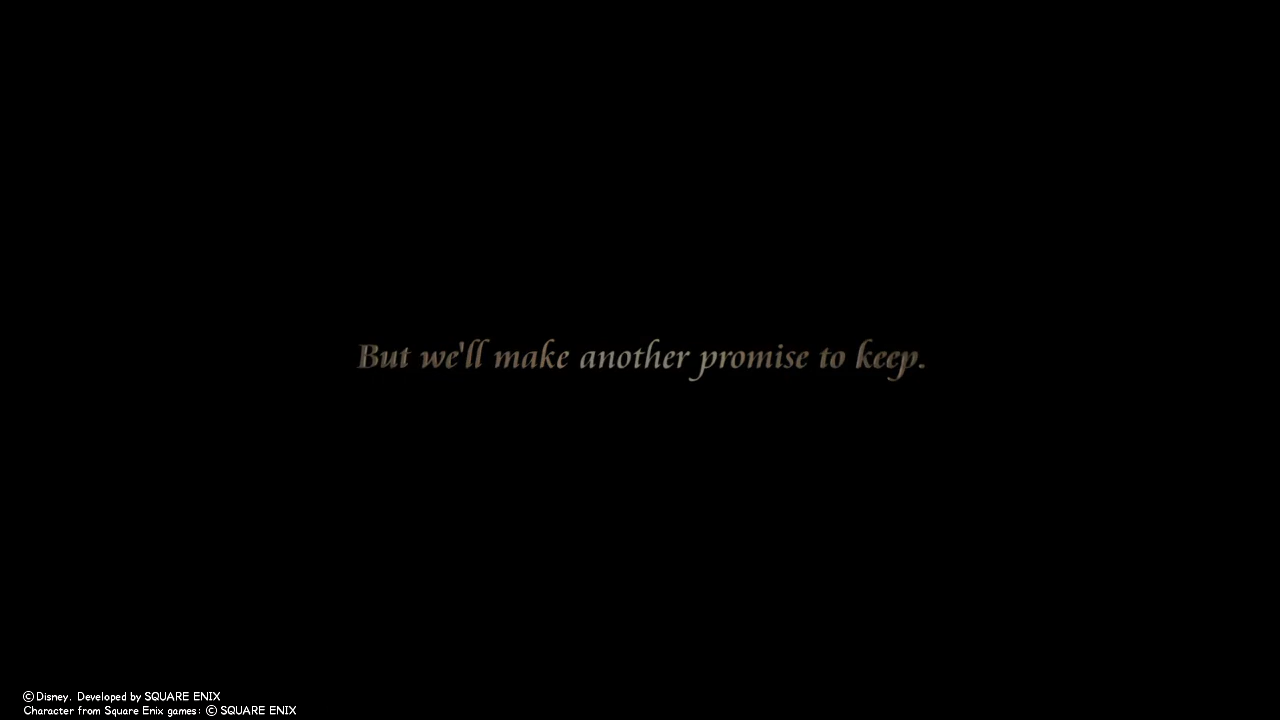 But we'll make another promise to keep.
©Disney. Developed by SQUARE ENIX
Character from Square Enix games: © SQUARE ENIX